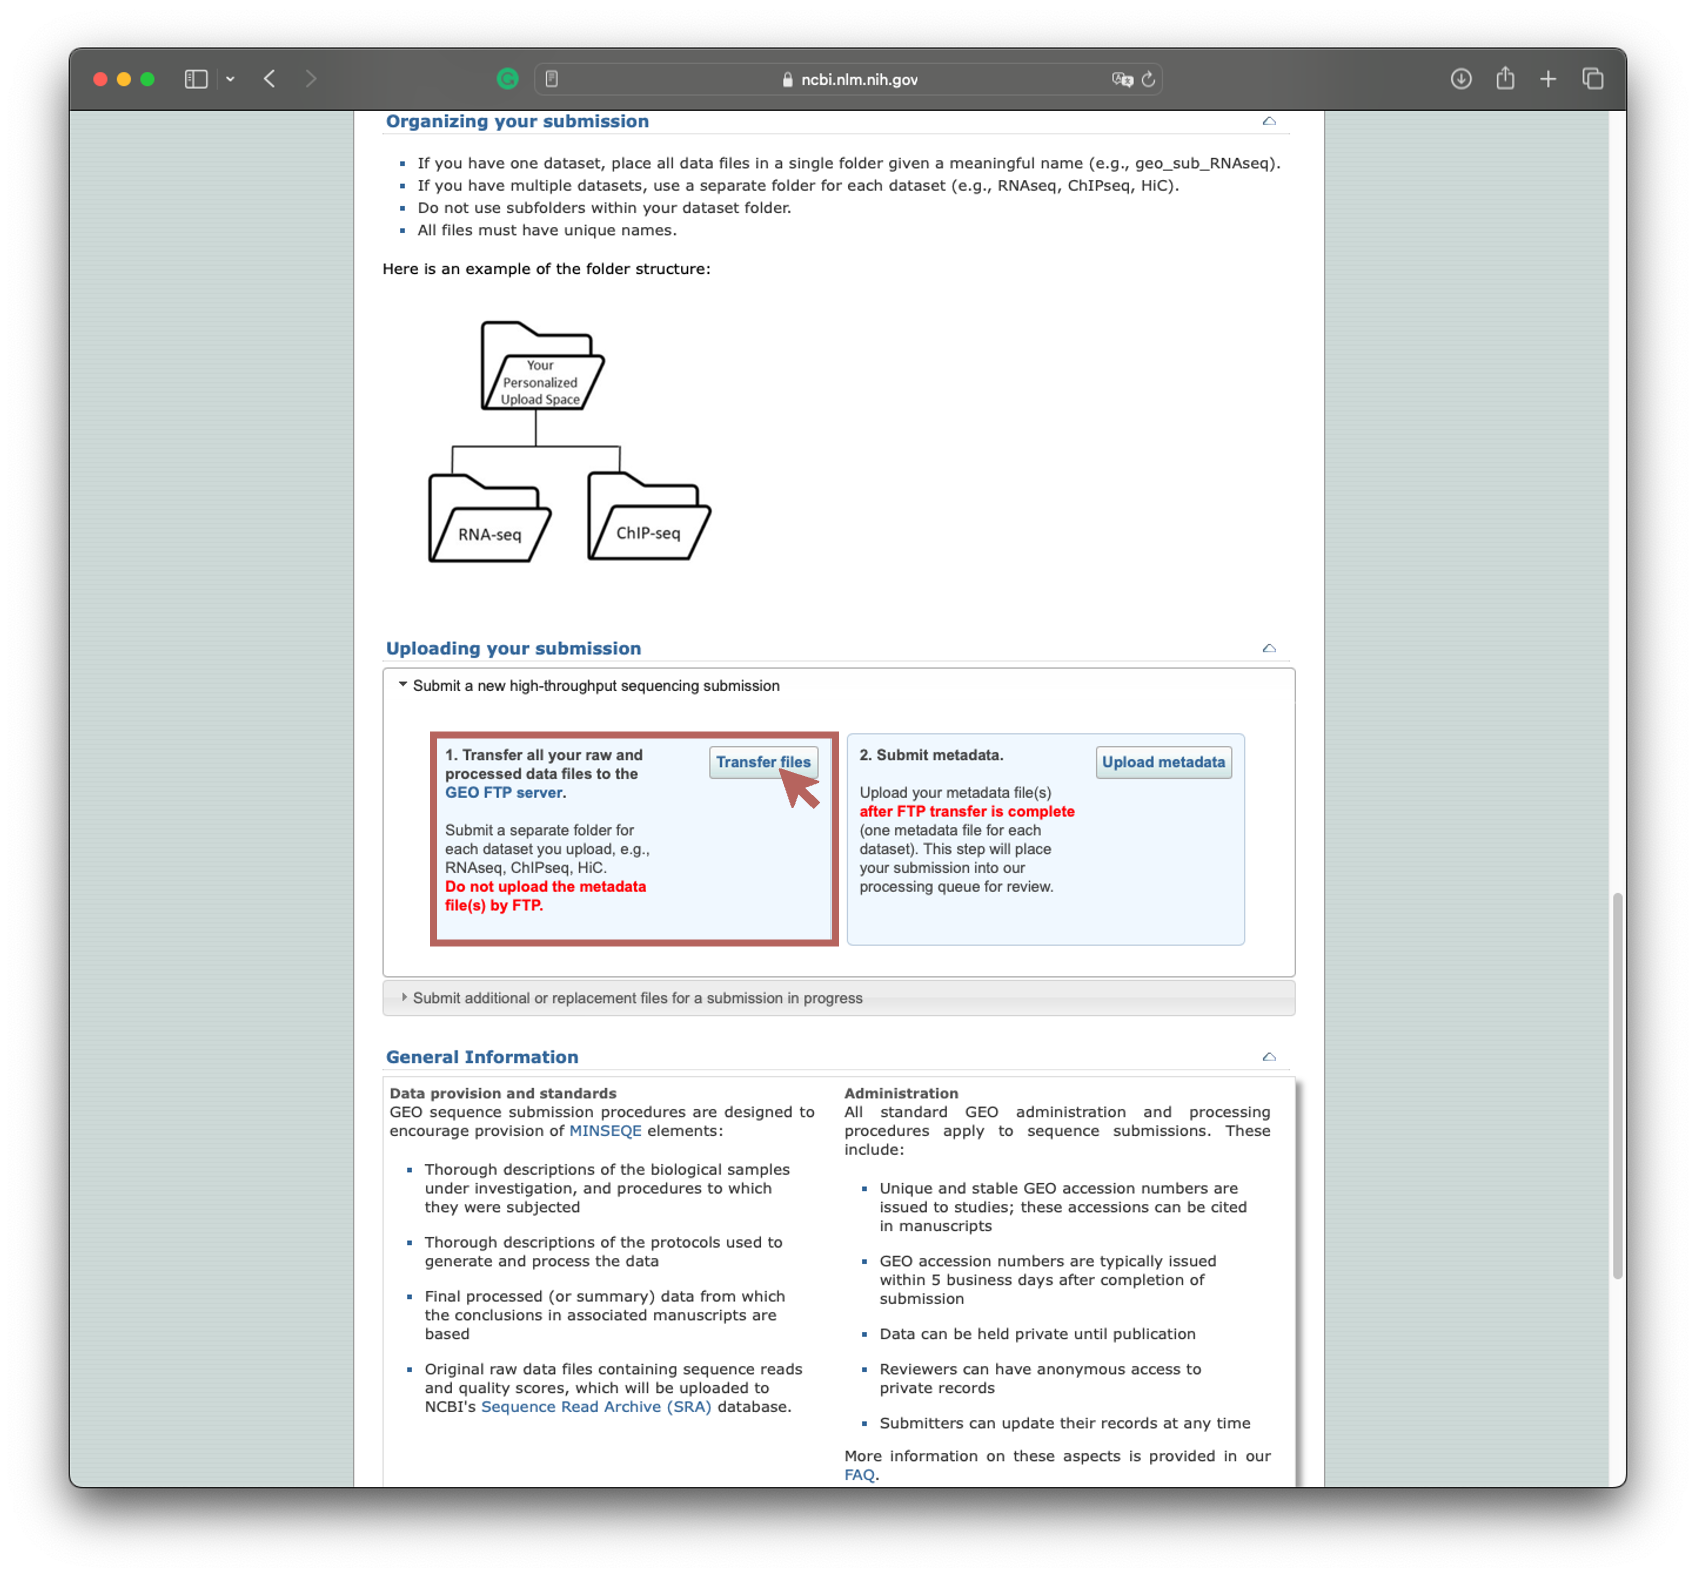 ncbi.nlm.nih.gov
Organizing your submission
If you have one dataset, place all data files in a single folder given a meaningful name (e.g., geo_sub_RNAseq).
If you have multiple datasets, use a separate folder for each dataset (e.g., RNAseq, ChIPseq, HiC).
Do not use subfolders within your dataset folder.
All files must have unique names.
Here is an example of the folder structure:
Your
Personalized
Upload Space
RNA-seq
ChIP-seq
Uploading your submission
Submit a new high-throughput sequencing submission
1. Transfer all your raw and
processed data files to the
GEO FTP server.
Transfer files
Submit a separate folder for
each dataset you upload, e.g.,
RNAseq, ChIPseq, HiC.
Do not upload the metadata
file(s) by FTP.
2. Submit metadata.
Upload metadata
Upload your metadata file(s)
after FTP transfer is complete
(one metadata file for each
dataset). This step will place
your submission into our
processing queue for review.
Submit additional or replacement files for a submission in progress
General Information
Data provision and standards
GEO sequence submission procedures are designed to
encourage provision of MINSEQE elements:
Thorough descriptions of the biological samples
under investigation, and procedures to which
they were subjected
Thorough descriptions of the protocols used to
generate and process the data
Final processed (or summary) data from which
the conclusions in associated manuscripts are
based
Original raw data files containing sequence reads
and quality scores, which will be uploaded to
NCBI's Sequence Read Archive (SRA) database.
Administration
All standard GEO administration and processing
procedures apply to sequence submissions. These
include:
Unique and stable GEO accession numbers are
issued to studies; these accessions can be cited
in manuscripts
GEO accession numbers are typically issued
within 5 business days after completion of
submission
Data can be held private until publication
Reviewers can have anonymous access to
private records
Submitters can update their records at any time
More information on these aspects is provided in our
FAQ.